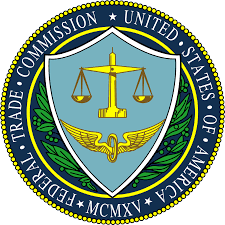 FEDERAL TRADE COMMISSION ★ UNITED STATES OF AMERICA
★ MCMXV ★